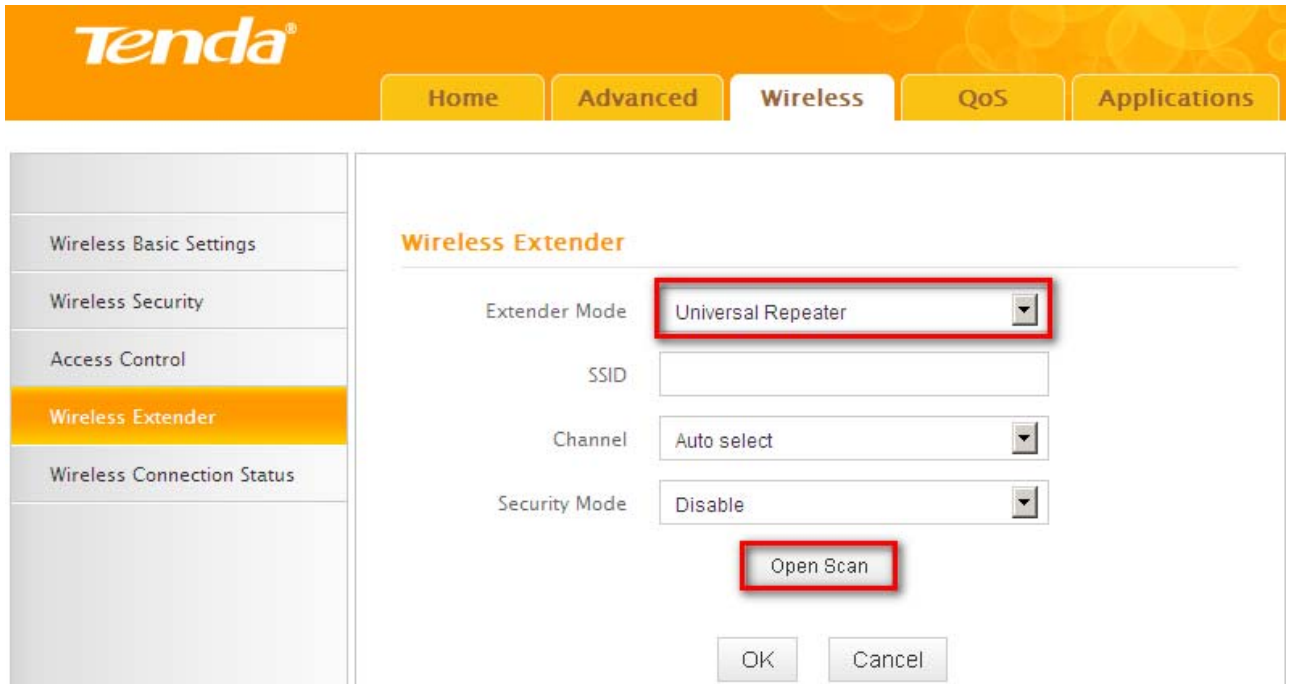 Tenda®
Home Advanced Wireless QoS Applications
Wireless Basic Settings
Wireless Security
Access Control
Wireless Extender
Wireless Connection Status
Wireless Extender
Extender Mode Universal Repeater
SSID
Channel Auto select
Security Mode Disable
Open Scan
OK Cancel